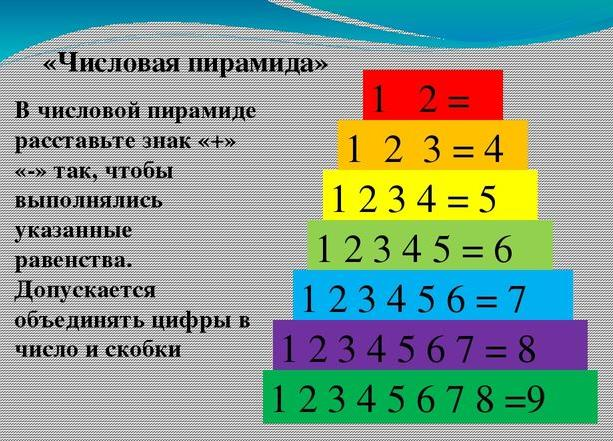 «Числовая пирамида»
В числовой пирамиде
расставьте знак «+»
«-» так, чтобы
выполнялись
указанные
равенства.
Допускается
объединять цифры в
число и скобки
1 2 =
1 2 3 = 4
1 2 3 4 = 5
1 2 3 4 5 = 6
1 2 3 4 5 6 = 7
1 2 3 4 5 6 7 = 8
1 2 3 4 5 6 7 8 =9